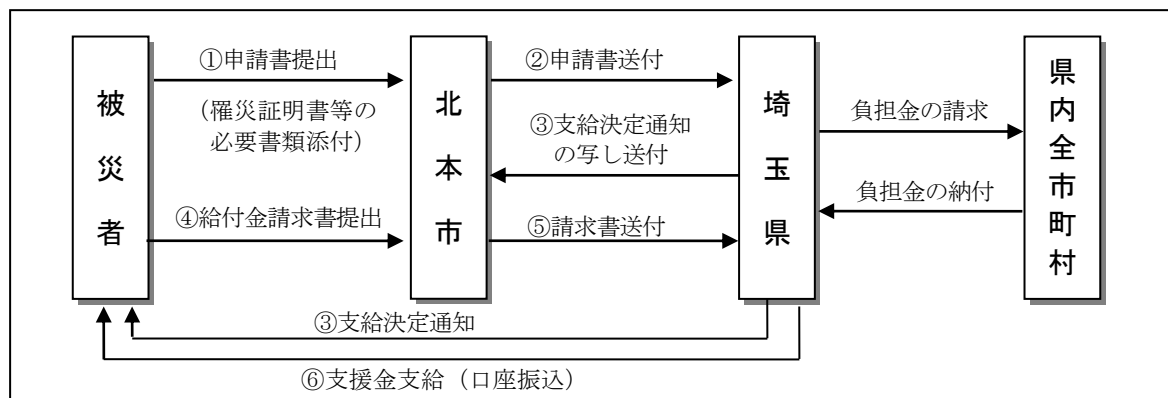 被災者
①申請書提出
（罹災証明書等の
必要書類添付）
④給付金請求書提出
北本市
②申請書送付
③支給決定通知
の写し送付
⑤請求書送付
埼玉県
負担金の請求
負担金の納付
県内全市町村
③支給決定通知
⑥支援金支給（口座振込）